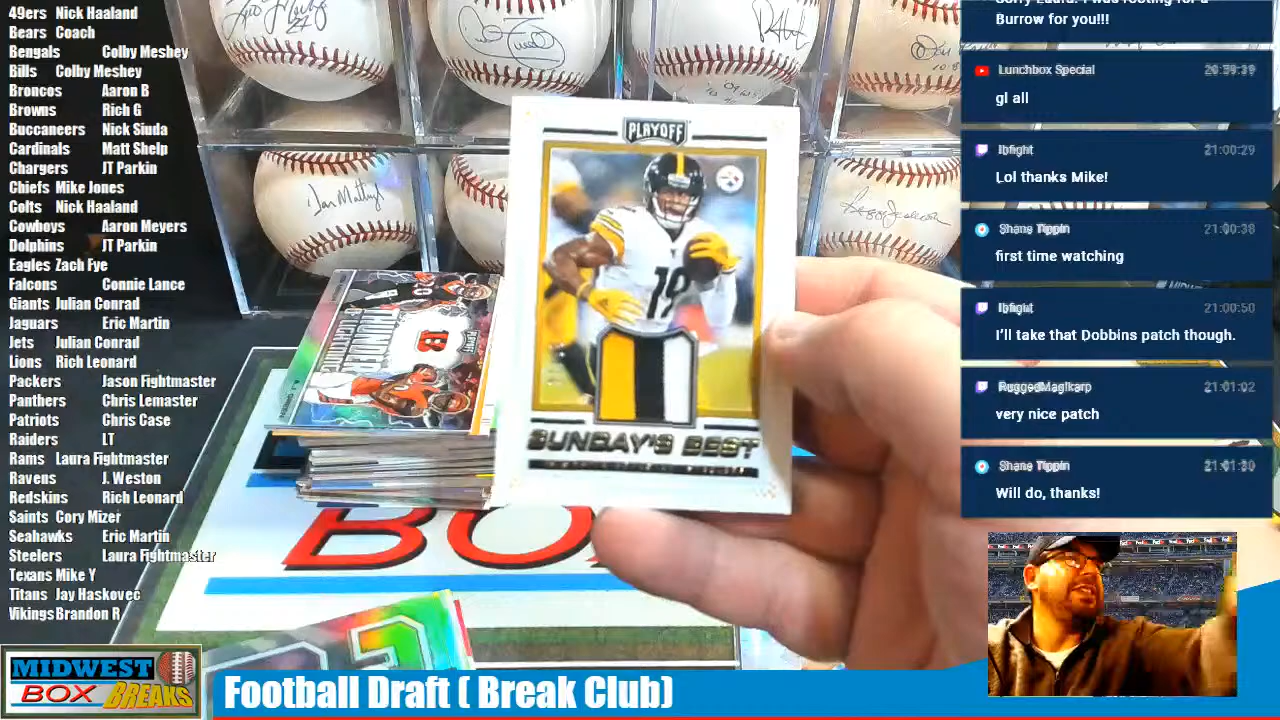 49ers Nick Haaland
Bears Coach
Bengals Colby Meshey
Bills Colby Meshey
Broncos Aaron B
Browns Rich G
Buccaneers Nick Siuda
Cardinals Matt Shelp
Chargers JT Parkin
Chiefs Mike Jones
Colts Nick Haaland
Cowboys Aaron Meyers
Dolphins JT Parkin
Eagles Zach Fye
Falcons Connie Lance
Giants Julian Conrad
Jaguars Eric Martin
Jets Julian Conrad
Lions Rich Leonard
Packers Jason Fightmaster
Panthers Chris Lemaster
Patriots Chris Case
Raiders LT
Rams Laura Fightmaster
Ravens J. Weston
Redskins Rich Leonard
Saints Cory Mizer
Seahawks Eric Martin
Steelers Laura Fightmaster
Texans Mike Y
Titans Jay Haskovec
Vikings Brandon R
MIDWEST
BOX BREAKS
Football Draft ( Break Club)
PLAYOFF
19
SUNDAY'S BEST
BO
Burrow for you!!!
Lunchbox Special 20:59:39
gl all
lbfight 21:00:29
Lol thanks Mike!
Shane Tippin 21:00:38
first time watching
lbfight 21:00:50
I'll take that Dobbins patch though.
RuggedMagikarp 21:01:02
very nice patch
Shane Tippin 21:01:30
Will do, thanks!